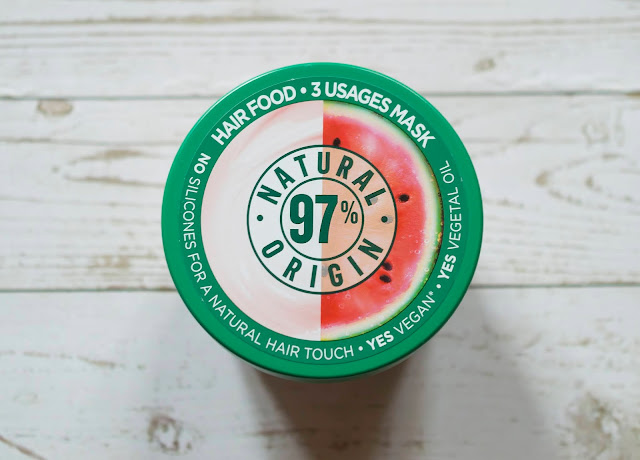 HAIR FOOD • 3 USAGES MASK
NO SILICONES FOR A NATURAL HAIR TOUCH • YES VEGAN* • YES VEGETAL OIL
NATURAL
97%
ORIGIN